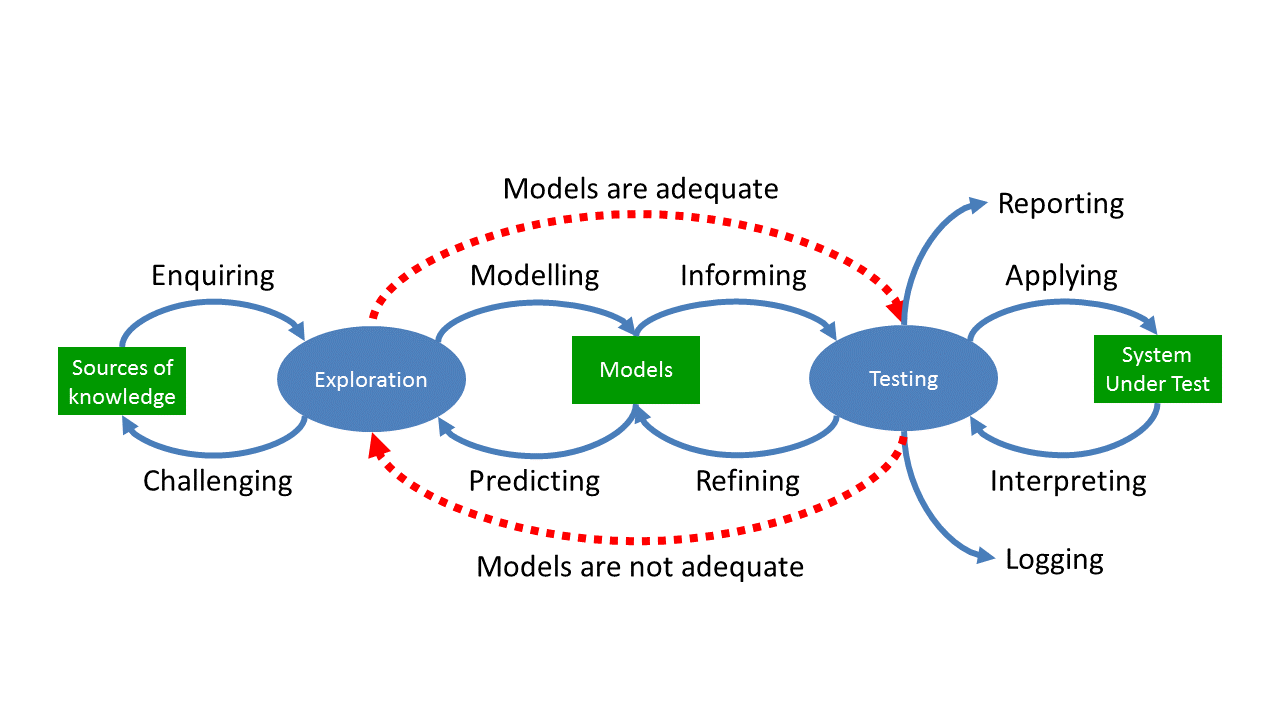 Models are adequate
Reporting
Enquiring
Modelling
Informing
Applying
Sources of
knowledge
Exploration
Models
Testing
System
Under Test
Challenging
Predicting
Refining
Interpreting
Models are not adequate
Logging